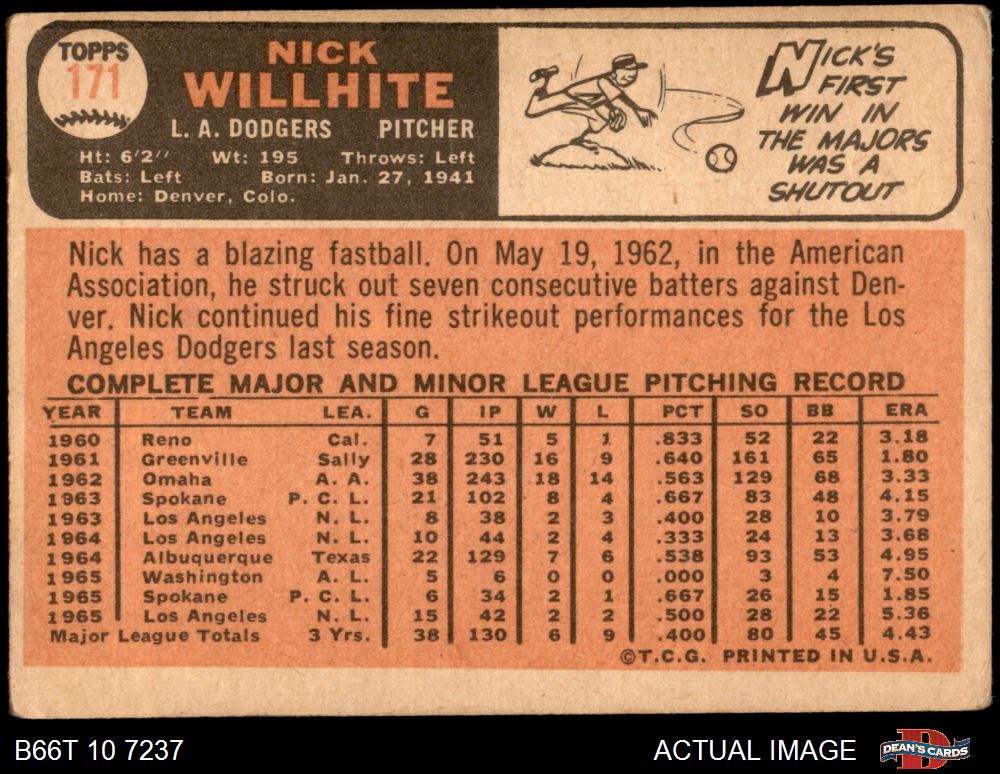 TOPPS
171
NICK
WILLHITE
L. A. DODGERS PITCHER
Ht: 6'2" Wt: 195 Throws: Left
Bats: Left Born: Jan. 27, 1941
Home: Denver, Colo.
NICK'S
FIRST
WIN IN
THE MAJORS
WAS A
SHUTOUT
Nick has a blazing fastball. On May 19, 1962, in the American
Association, he struck out seven consecutive batters against Den-
ver. Nick continued his fine strikeout performances for the Los
Angeles Dodgers last season.
COMPLETE MAJOR AND MINOR LEAGUE PITCHING RECORD
YEAR TEAM LEA. G IP W L PCT SO BB ERA
1960 Reno Cal. 7 51 5 1 .833 52 22 3.18
1961 Greenville Sally 28 230 16 9 .640 161 65 1.80
1962 Omaha A. A. 38 243 18 14 .563 129 68 3.33
1963 Spokane P. C. L. 21 102 8 4 .667 83 48 4.15
1963 Los Angeles N. L. 8 38 2 3 .400 28 10 3.79
1964 Los Angeles N. L. 10 44 2 4 .333 24 13 3.68
1964 Albuquerque Texas 22 129 7 6 .538 93 53 4.95
1965 Washington A. L. 5 6 0 0 .000 3 4 7.50
1965 Spokane P. C. L. 6 34 2 1 .667 26 15 1.85
1965 Los Angeles N. L. 15 42 2 2 .500 28 22 5.36
Major League Totals 3 Yrs. 38 130 6 9 .400 80 45 4.43
©T.C.G. PRINTED IN U.S.A.
B66T 10 7237 ACTUAL IMAGE DEAN'S CARDS